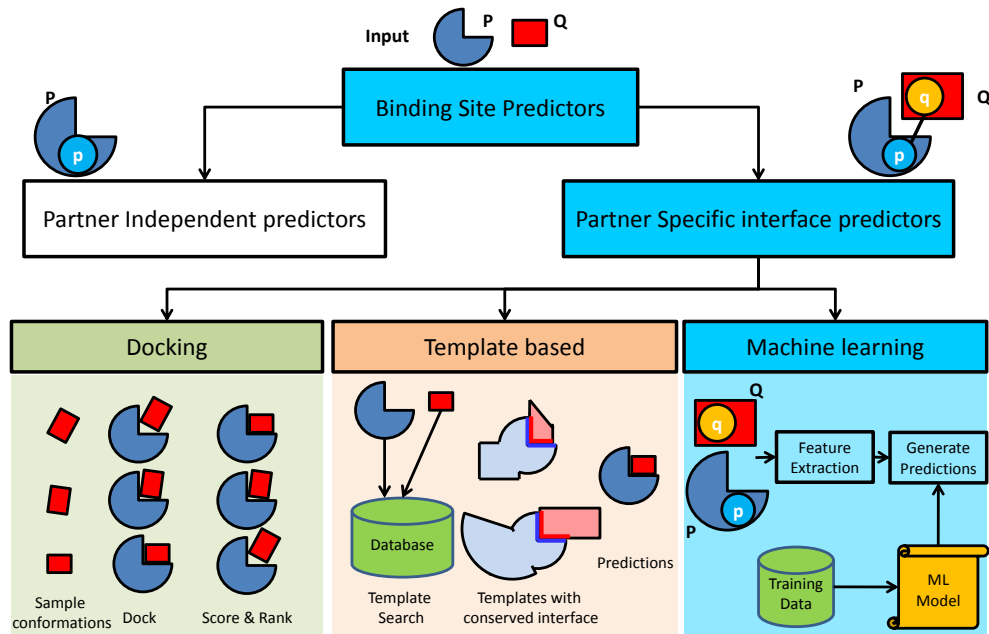 Input
P
Q
Binding Site Predictors
P
p
P
q
Q
p
Partner Independent predictors
Partner Specific interface predictors
Docking
Sample
conformations
Dock
Score & Rank
Template based
Database
Template
Search
Templates with
conserved interface
Predictions
Machine learning
Q
q
P
p
Feature
Extraction
Generate
Predictions
Training
Data
ML
Model